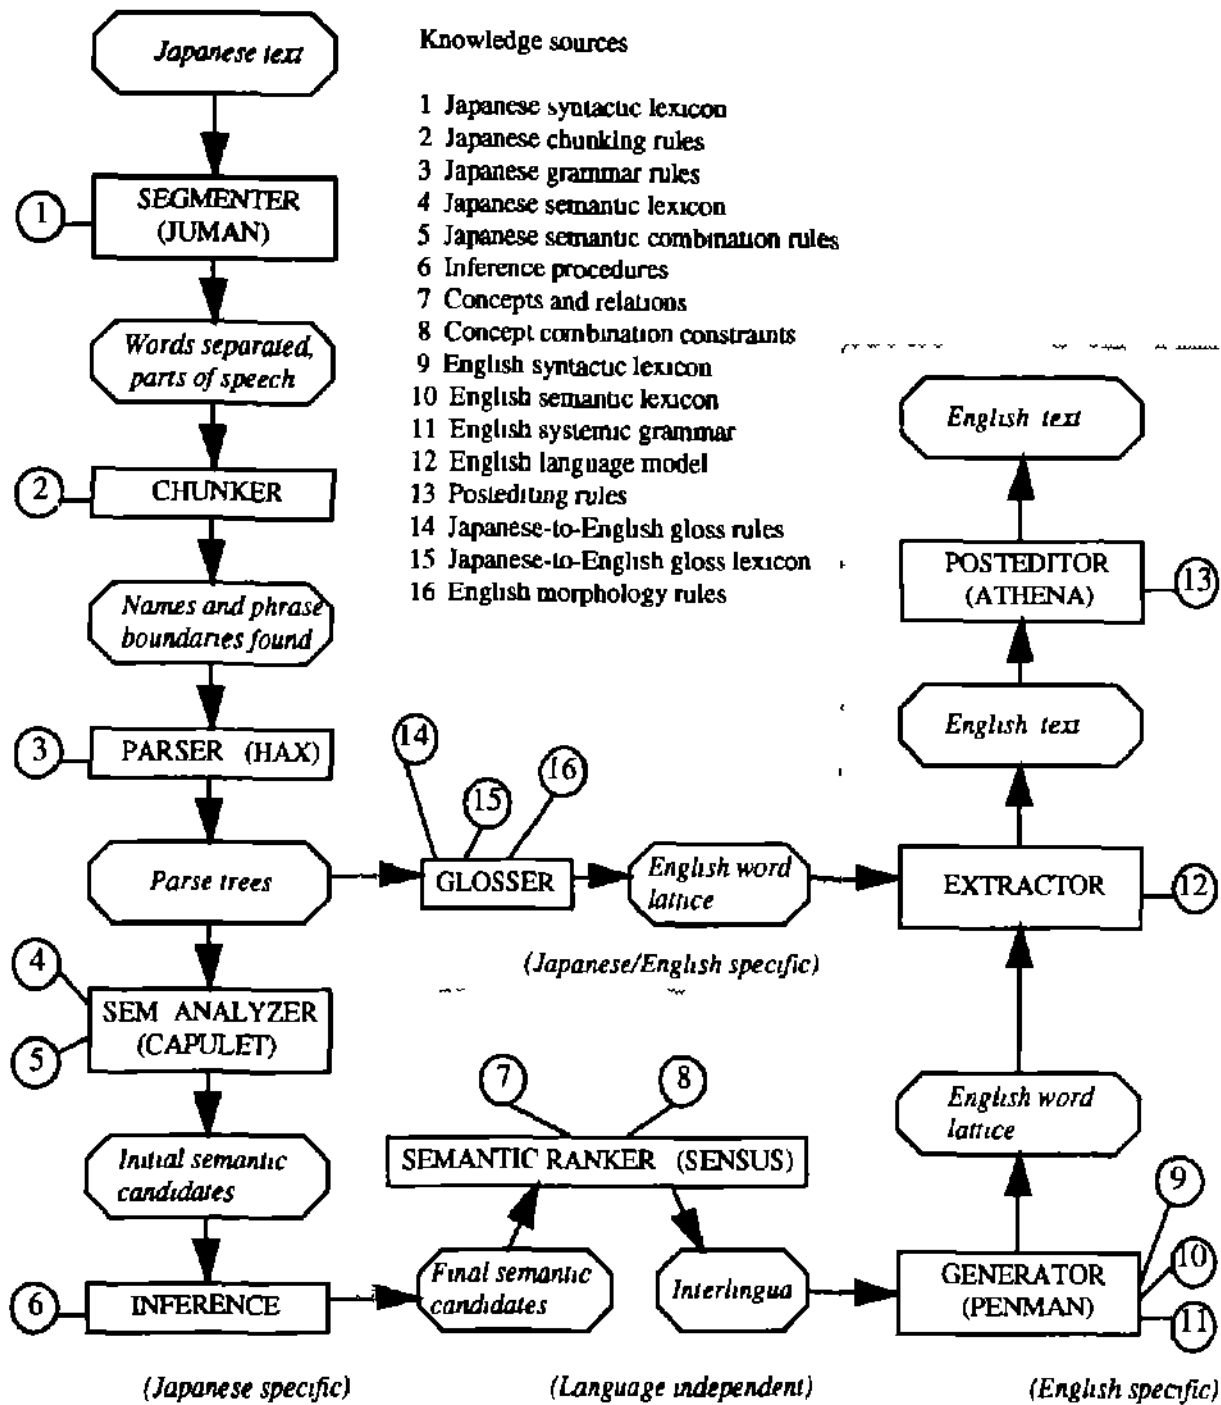 Japanese text
Knowledge sources
1 Japanese syntactic lexicon
2 Japanese chunking rules
3 Japanese grammar rules
4 Japanese semantic lexicon
5 Japanese semantic combination rules
6 Inference procedures
7 Concepts and relations
8 Concept combination constraints
9 English syntactic lexicon
10 English semantic lexicon
11 English systemic grammar
12 English language model
13 Postediting rules
14 Japanese-to-English gloss rules
15 Japanese-to-English gloss lexicon
16 English morphology rules
1
SEGMENTER
(JUMAN)
Words separated,
parts of speech
2
CHUNKER
Names and phrase
boundaries found
3
PARSER (HAX)
Parse trees
14
15
16
GLOSSER
English word
lattice
(Japanese/English specific)
4
5
SEM ANALYZER
(CAPULET)
Initial semantic
candidates
6
INFERENCE
(Japanese specific)
7
8
SEMANTIC RANKER (SENSUS)
Final semantic
candidates
Interlingua
(Language independent)
English text
POSTEDITOR
(ATHENA)
13
English text
EXTRACTOR
12
English word
lattice
9
10
11
GENERATOR
(PENMAN)
(English specific)